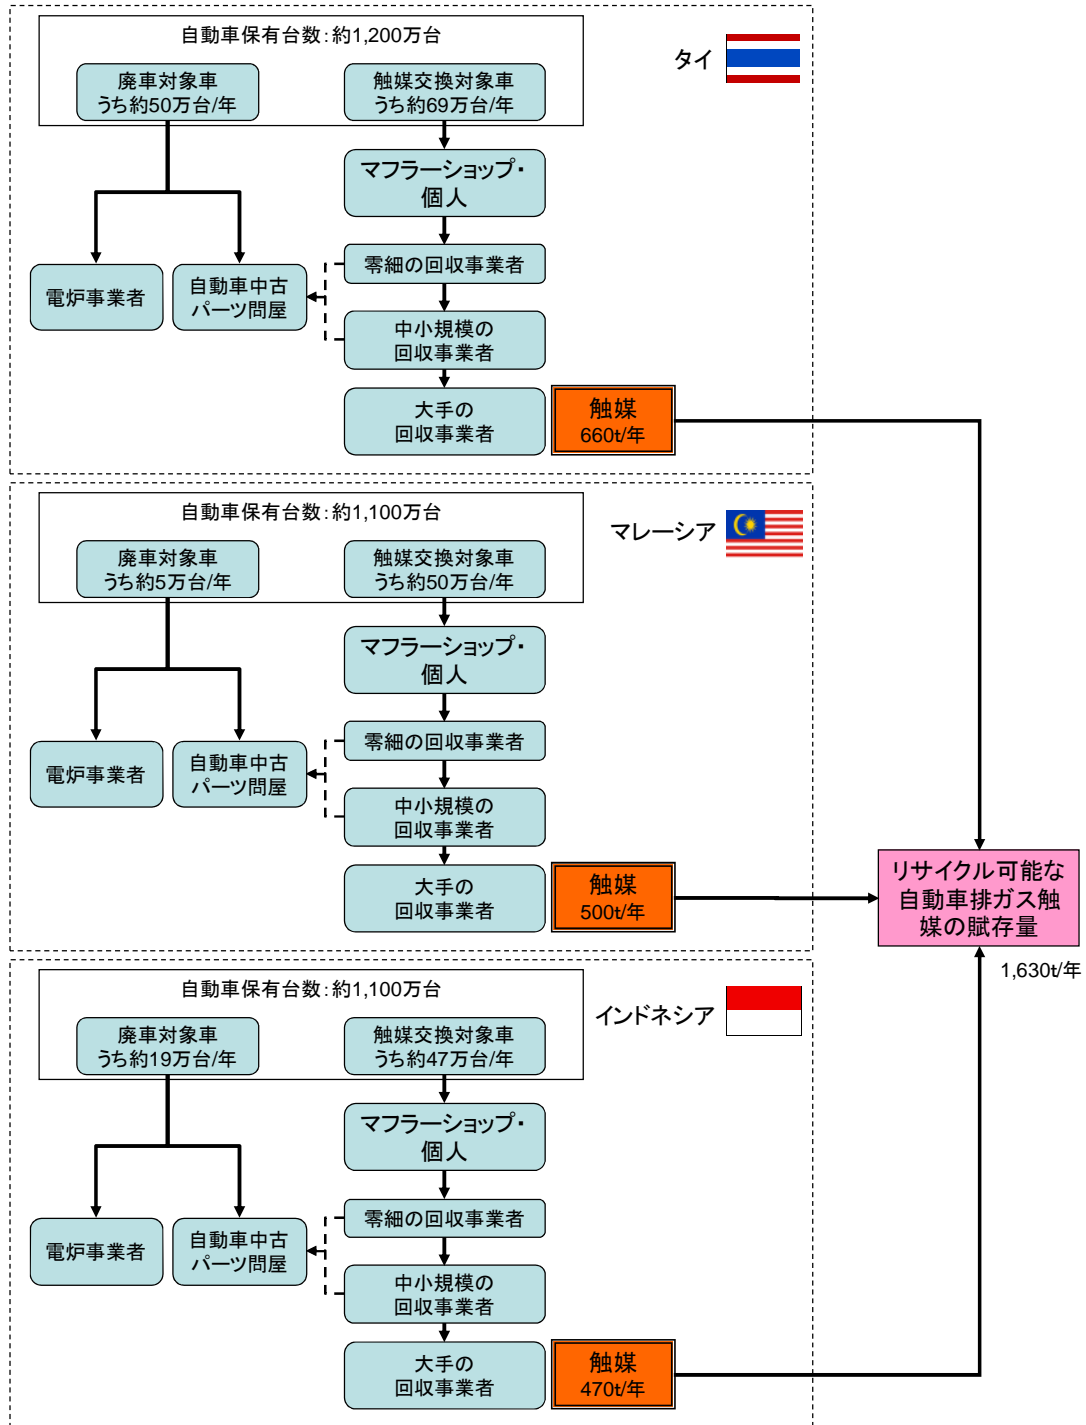 自動車保有台数：約1,200万台
タイ
廃車対象車
うち約50万台/年
触媒交換対象車
うち約69万台/年
マフラーショップ・
個人
零細の回収事業者
電炉事業者
自動車中古
パーツ問屋
中小規模の
回収事業者
大手の
回収事業者
触媒
660t/年
自動車保有台数：約1,100万台
マレーシア
廃車対象車
うち約5万台/年
触媒交換対象車
うち約50万台/年
マフラーショップ・
個人
零細の回収事業者
電炉事業者
自動車中古
パーツ問屋
中小規模の
回収事業者
大手の
回収事業者
触媒
500t/年
リサイクル可能な
自動車排ガス触
媒の賦存量
1,630t/年
自動車保有台数：約1,100万台
インドネシア
廃車対象車
うち約19万台/年
触媒交換対象車
うち約47万台/年
マフラーショップ・
個人
零細の回収事業者
電炉事業者
自動車中古
パーツ問屋
中小規模の
回収事業者
大手の
回収事業者
触媒
470t/年